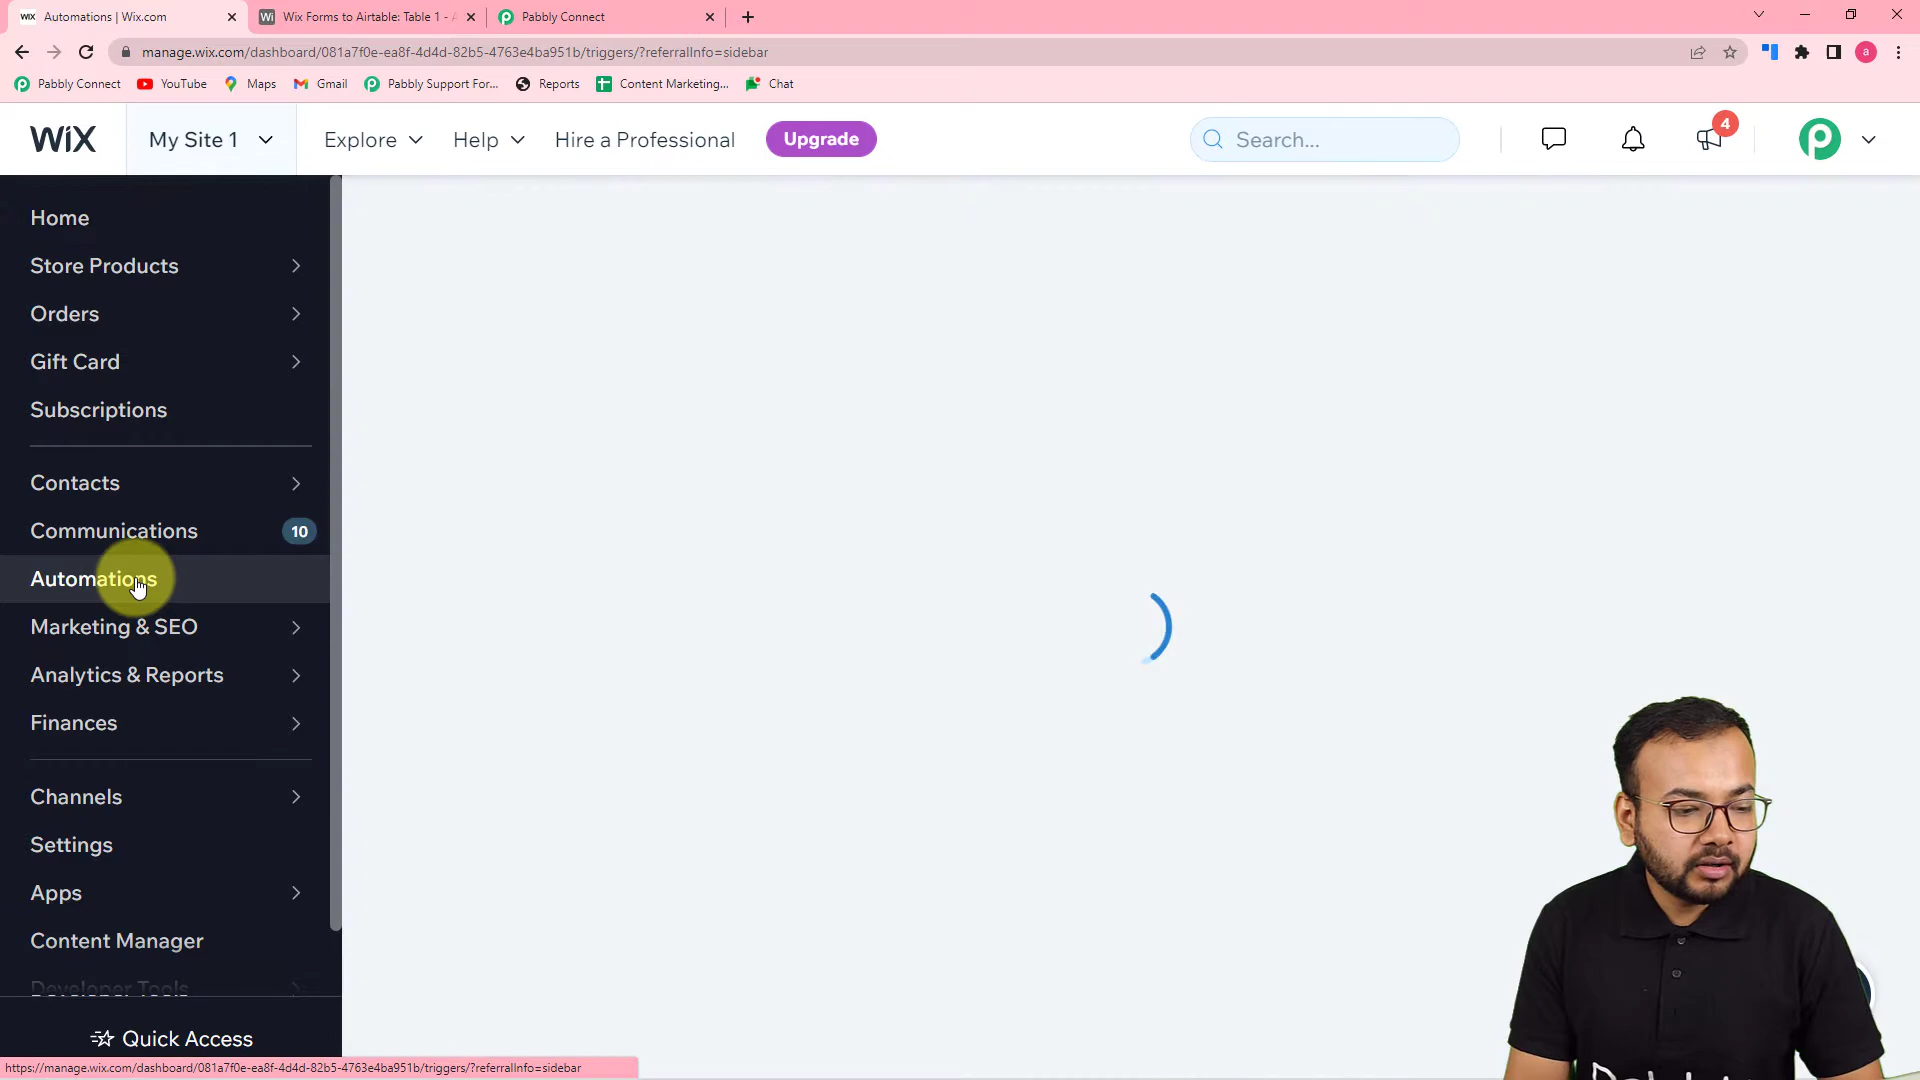 WiX Automations | Wix.com
Wi Wix Forms to Airtable: Table 1 - A
Pabbly Connect
manage.wix.com/dashboard/081a7f0e-ea8f-4d4d-82b5-4763e4ba951b/triggers/?referralInfo=sidebar
a
Pabbly Connect
YouTube
Maps
Gmail
Pabbly Support For...
Reports
Content Marketing...
Chat
WiX
My Site 1
Explore
Help
Hire a Professional
Upgrade
Search...
4
Home
Store Products
Orders
Gift Card
Subscriptions
Contacts
Communications 10
Automations
Marketing & SEO
Analytics & Reports
Finances
Channels
Settings
Apps
Content Manager
Developer Tools
Quick Access
https://manage.wix.com/dashboard/081a7f0e-ea8f-4d4d-82b5-4763e4ba951b/triggers/?referralInfo=sidebar